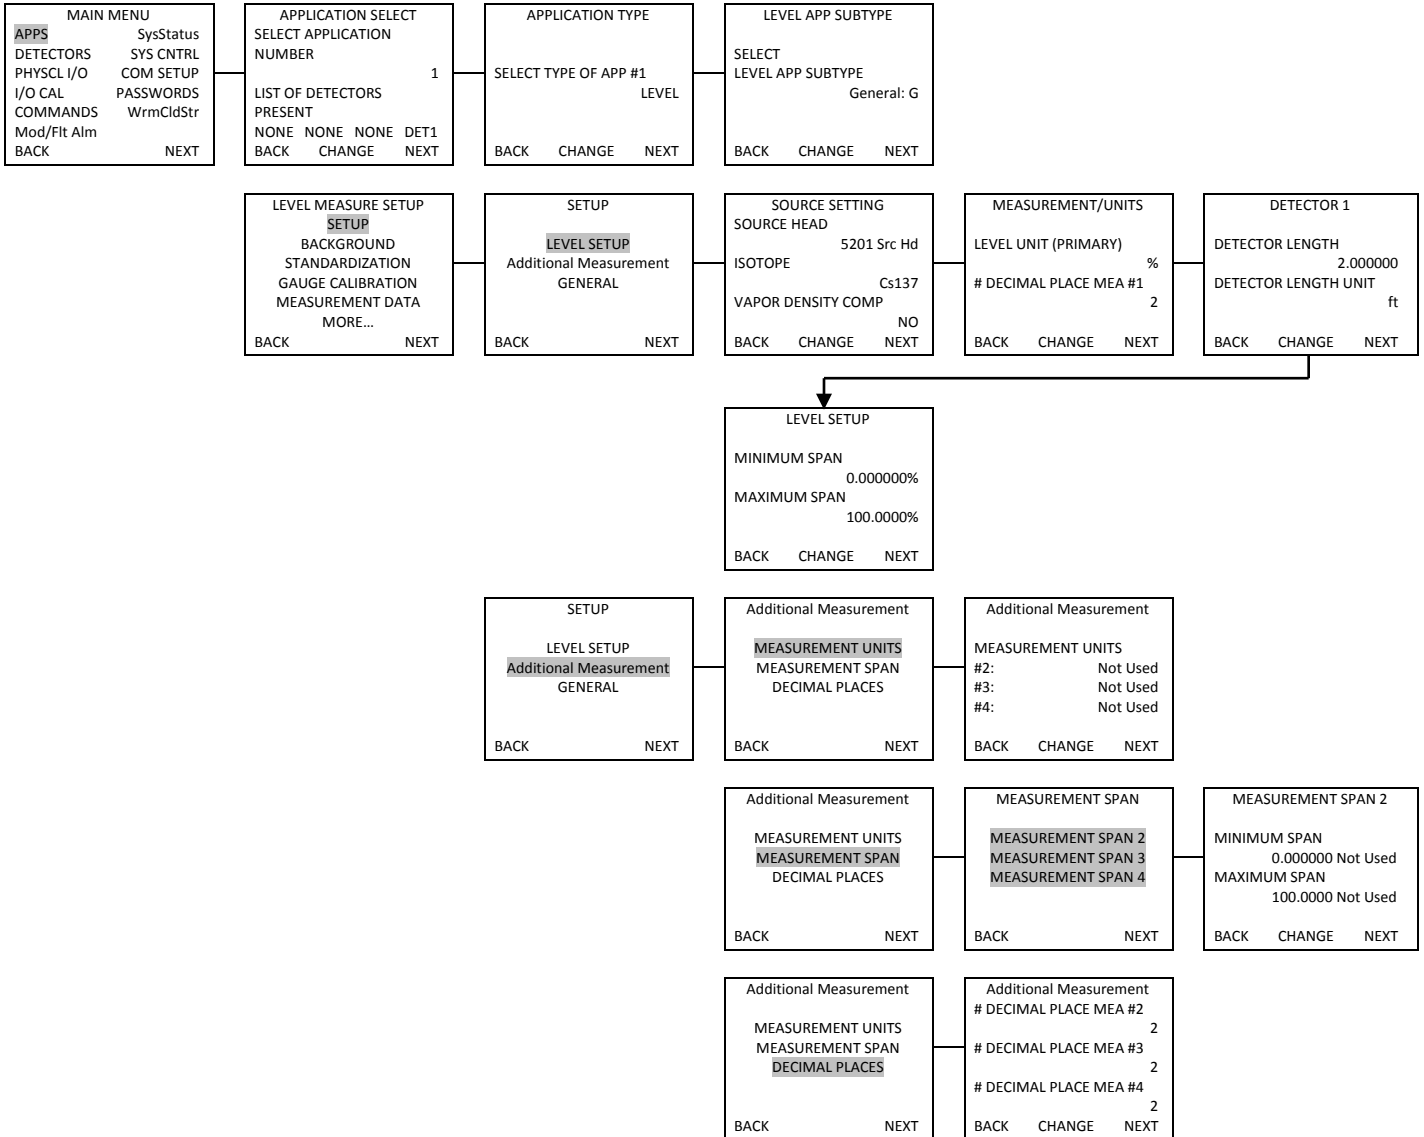 MAIN MENU
APPS SysStatus
DETECTORS SYS CNTRL
PHYSCL I/O COM SETUP
I/O CAL PASSWORDS
COMMANDS WrmCldStr
Mod/Flt Alm
BACK NEXT
APPLICATION SELECT
SELECT APPLICATION
NUMBER
1
LIST OF DETECTORS
PRESENT
NONE NONE NONE DET1
BACK CHANGE NEXT
APPLICATION TYPE
SELECT TYPE OF APP #1
LEVEL
BACK CHANGE NEXT
LEVEL APP SUBTYPE
SELECT
LEVEL APP SUBTYPE
General: G
BACK CHANGE NEXT
LEVEL MEASURE SETUP
SETUP
BACKGROUND
STANDARDIZATION
GAUGE CALIBRATION
MEASUREMENT DATA
MORE...
BACK NEXT
SETUP
LEVEL SETUP
Additional Measurement
GENERAL
BACK NEXT
SOURCE SETTING
SOURCE HEAD
5201 Src Hd
ISOTOPE
Cs137
VAPOR DENSITY COMP
NO
BACK CHANGE NEXT
MEASUREMENT/UNITS
LEVEL UNIT (PRIMARY)
%
# DECIMAL PLACE MEA #1
2
BACK CHANGE NEXT
DETECTOR 1
DETECTOR LENGTH
2.000000
DETECTOR LENGTH UNIT
ft
BACK CHANGE NEXT
LEVEL SETUP
MINIMUM SPAN
0.000000%
MAXIMUM SPAN
100.0000%
BACK CHANGE NEXT
SETUP
LEVEL SETUP
Additional Measurement
GENERAL
BACK NEXT
Additional Measurement
MEASUREMENT UNITS
MEASUREMENT SPAN
DECIMAL PLACES
BACK NEXT
Additional Measurement
MEASUREMENT UNITS
#2: Not Used
#3: Not Used
#4: Not Used
BACK CHANGE NEXT
Additional Measurement
MEASUREMENT UNITS
MEASUREMENT SPAN
DECIMAL PLACES
BACK NEXT
MEASUREMENT SPAN
MEASUREMENT SPAN 2
MEASUREMENT SPAN 3
MEASUREMENT SPAN 4
BACK NEXT
MEASUREMENT SPAN 2
MINIMUM SPAN
0.000000 Not Used
MAXIMUM SPAN
100.0000 Not Used
BACK CHANGE NEXT
Additional Measurement
MEASUREMENT UNITS
MEASUREMENT SPAN
DECIMAL PLACES
BACK NEXT
Additional Measurement
# DECIMAL PLACE MEA #2
2
# DECIMAL PLACE MEA #3
2
# DECIMAL PLACE MEA #4
2
BACK CHANGE NEXT